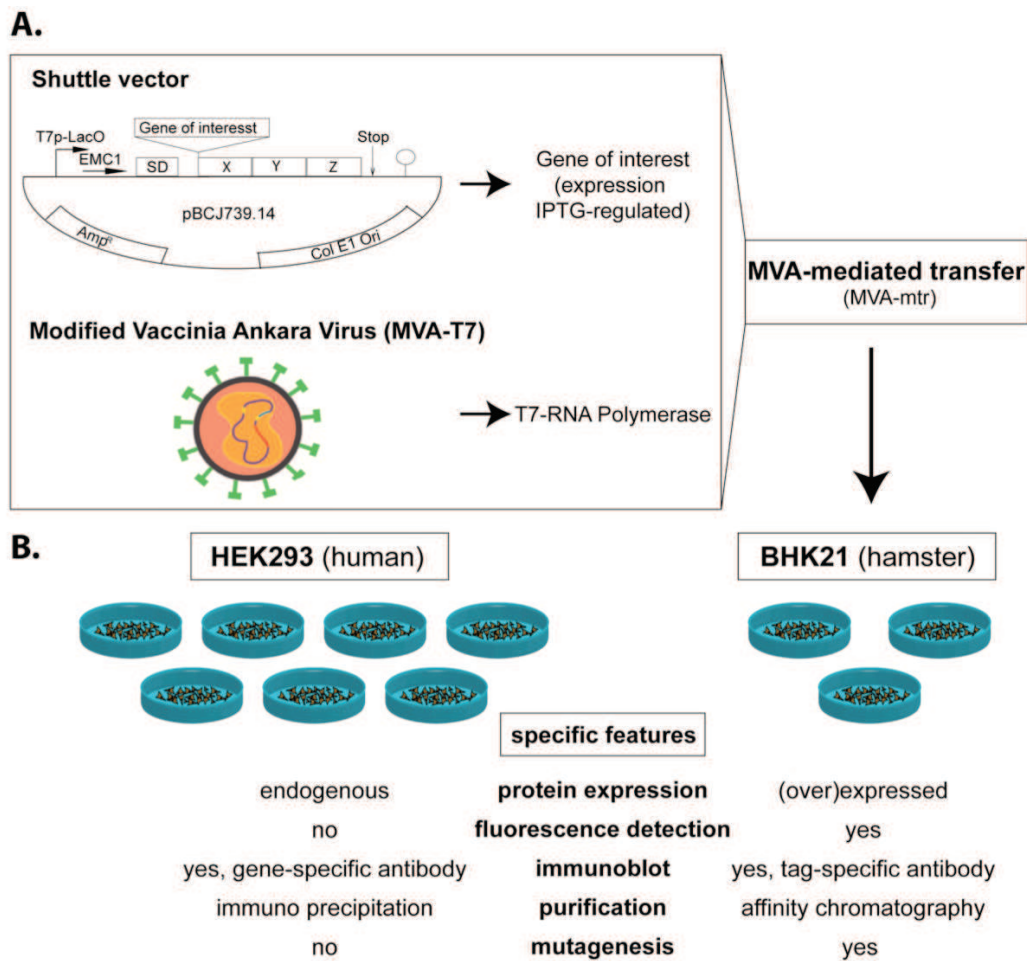 A.
Shuttle vector
T7p-LacO
Gene of interesst
Stop
EMC1
SD
X
Y
Z
pBCJ739.14
Amp^R
Col E1 Ori
Gene of interest
(expression
IPTG-regulated)
MVA-mediated transfer
(MVA-mtr)
Modified Vaccinia Ankara Virus (MVA-T7)
T7-RNA Polymerase
B.
HEK293 (human)
BHK21 (hamster)
specific features
endogenous protein expression (over)expressed
no fluorescence detection yes
yes, gene-specific antibody immunoblot yes, tag-specific antibody
immuno precipitation purification affinity chromatography
no mutagenesis yes